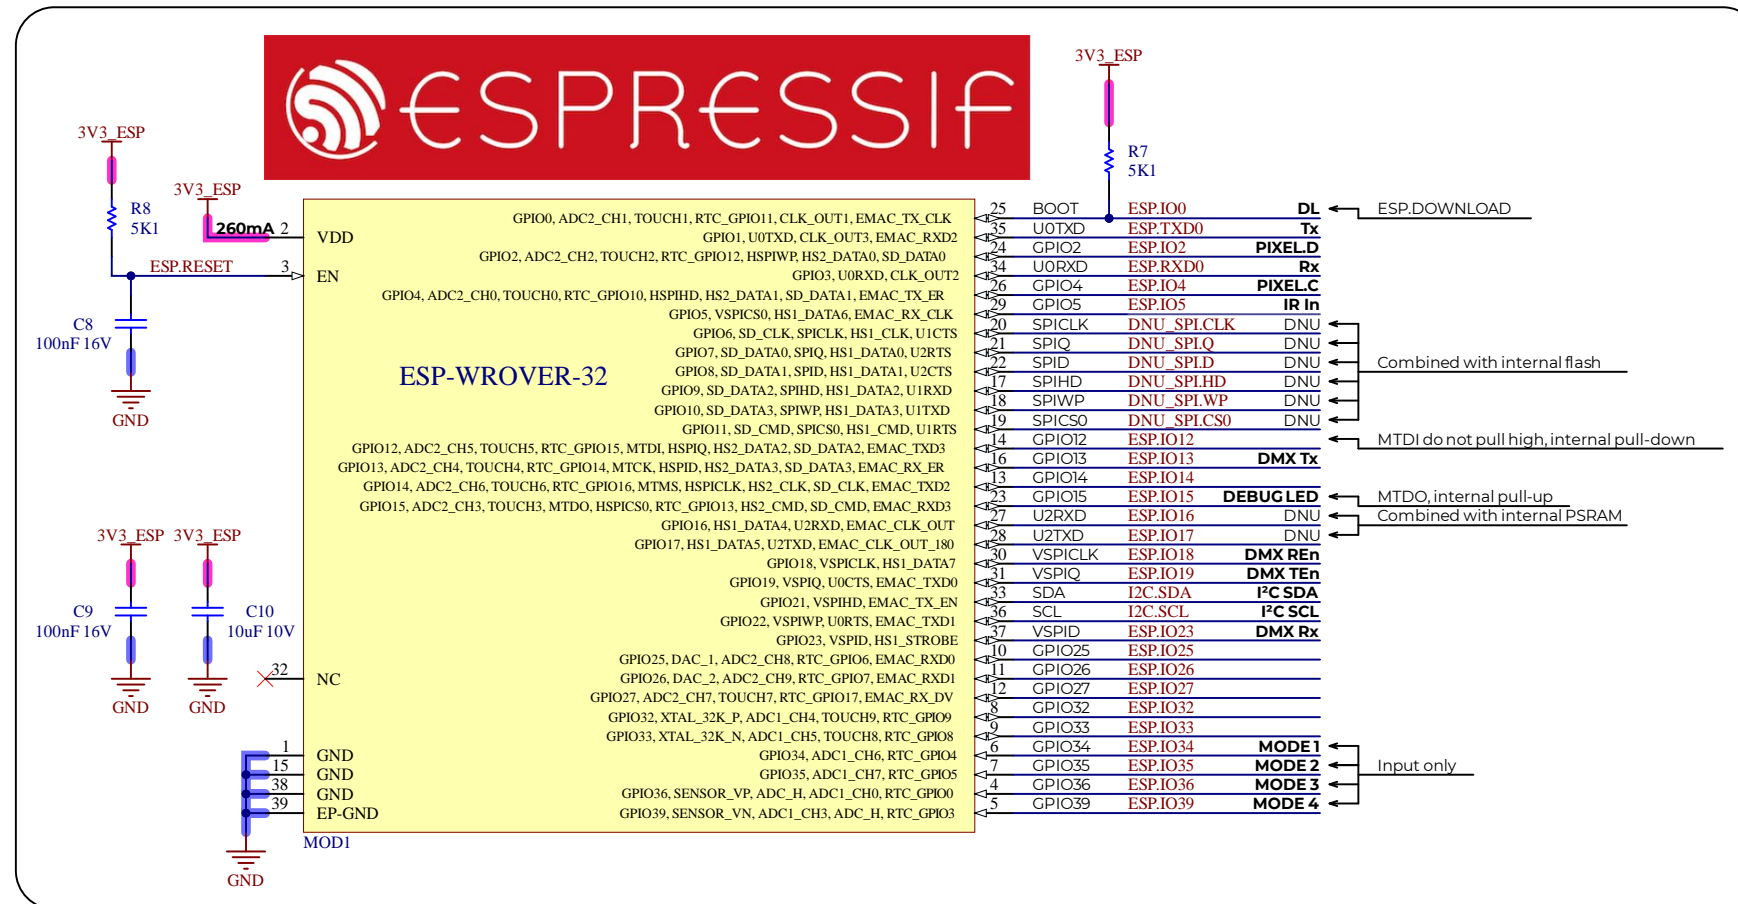 ESPRESSIF
3V3_ESP
R7
5K1
3V3_ESP
R8
5K1
3V3_ESP
260mA 2 VDD
ESP.RESET 3 EN
C8
100nF 16V
GND
3V3_ESP
C9
100nF 16V
GND
3V3_ESP
C10
10uF 10V
GND
32 NC
1 GND
15 GND
38 GND
39 EP-GND
GND
ESP-WROVER-32
MOD1
GPIO0, ADC2_CH1, TOUCH1, RTC_GPIO11, CLK_OUT1, EMAC_TX_CLK 25 BOOT ESP.IO0 DL ESP.DOWNLOAD
GPIO1, U0TXD, CLK_OUT3, EMAC_RXD2 35 U0TXD ESP.TXD0 Tx
GPIO2, ADC2_CH2, TOUCH2, RTC_GPIO12, HSPIWP, HS2_DATA0, SD_DATA0 24 GPIO2 ESP.IO2 PIXEL.D
GPIO3, U0RXD, CLK_OUT2 34 U0RXD ESP.RXD0 Rx
GPIO4, ADC2_CH0, TOUCH0, RTC_GPIO10, HSPIHD, HS2_DATA1, SD_DATA1, EMAC_TX_ER 26 GPIO4 ESP.IO4 PIXEL.C
GPIO5, VSPICS0, HS1_DATA6, EMAC_RX_CLK 29 GPIO5 ESP.IO5 IR In
GPIO6, SD_CLK, SPICLK, HS1_CLK, U1CTS 20 SPICLK DNU_SPI.CLK DNU
GPIO7, SD_DATA0, SPIQ, HS1_DATA0, U2RTS 21 SPIQ DNU_SPI.Q DNU
GPIO8, SD_DATA1, SPID, HS1_DATA1, U2CTS 22 SPID DNU_SPI.D DNU Combined with internal flash
GPIO9, SD_DATA2, SPIHD, HS1_DATA2, U1RXD 17 SPIHD DNU_SPI.HD DNU
GPIO10, SD_DATA3, SPIWP, HS1_DATA3, U1TXD 18 SPIWP DNU_SPI.WP DNU
GPIO11, SD_CMD, SPICS0, HS1_CMD, U1RTS 19 SPICS0 DNU_SPI.CS0 DNU
GPIO12, ADC2_CH5, TOUCH5, RTC_GPIO15, MTDI, HSPIQ, HS2_DATA2, SD_DATA2, EMAC_TXD3 14 GPIO12 ESP.IO12 MTDI do not pull high, internal pull-down
GPIO13, ADC2_CH4, TOUCH4, RTC_GPIO14, MTCK, HSPID, HS2_DATA3, SD_DATA3, EMAC_RX_ER 16 GPIO13 ESP.IO13 DMX Tx
GPIO14, ADC2_CH6, TOUCH6, RTC_GPIO16, MTMS, HSPICLK, HS2_CLK, SD_CLK, EMAC_TXD2 13 GPIO14 ESP.IO14
GPIO15, ADC2_CH3, TOUCH3, MTDO, HSPICS0, RTC_GPIO13, HS2_CMD, SD_CMD, EMAC_RXD3 23 GPIO15 ESP.IO15 DEBUG LED MTDO, internal pull-up
GPIO16, HS1_DATA4, U2RXD, EMAC_CLK_OUT 27 U2RXD ESP.IO16 DNU Combined with internal PSRAM
GPIO17, HS1_DATA5, U2TXD, EMAC_CLK_OUT_180 28 U2TXD ESP.IO17 DNU
GPIO18, VSPICLK, HS1_DATA7 30 VSPICLK ESP.IO18 DMX REn
GPIO19, VSPIQ, U0CTS, EMAC_TXD0 31 VSPIQ ESP.IO19 DMX TEn
GPIO21, VSPIHD, EMAC_TX_EN 33 SDA I2C.SDA I²C SDA
GPIO22, VSPIWP, U0RTS, EMAC_TXD1 36 SCL I2C.SCL I²C SCL
GPIO23, VSPID, HS1_STROBE 37 VSPID ESP.IO23 DMX Rx
GPIO25, DAC_1, ADC2_CH8, RTC_GPIO6, EMAC_RXD0 10 GPIO25 ESP.IO25
GPIO26, DAC_2, ADC2_CH9, RTC_GPIO7, EMAC_RXD1 11 GPIO26 ESP.IO26
GPIO27, ADC2_CH7, TOUCH7, RTC_GPIO17, EMAC_RX_DV 12 GPIO27 ESP.IO27
GPIO32, XTAL_32K_P, ADC1_CH4, TOUCH9, RTC_GPIO9 8 GPIO32 ESP.IO32
GPIO33, XTAL_32K_N, ADC1_CH5, TOUCH8, RTC_GPIO8 9 GPIO33 ESP.IO33
GPIO34, ADC1_CH6, RTC_GPIO4 6 GPIO34 ESP.IO34 MODE 1
GPIO35, ADC1_CH7, RTC_GPIO5 7 GPIO35 ESP.IO35 MODE 2 Input only
GPIO36, SENSOR_VP, ADC_H, ADC1_CH0, RTC_GPIO0 4 GPIO36 ESP.IO36 MODE 3
GPIO39, SENSOR_VN, ADC1_CH3, ADC_H, RTC_GPIO3 5 GPIO39 ESP.IO39 MODE 4